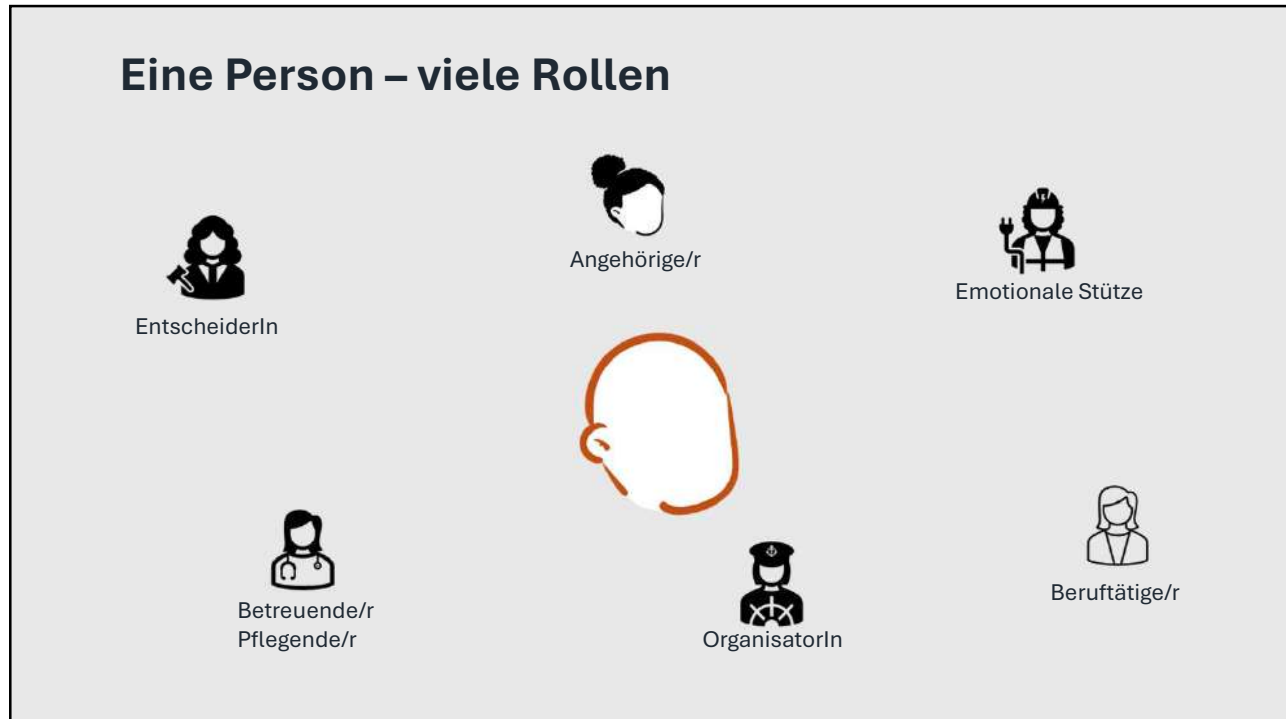 Eine Person – viele Rollen
Angehörige/r
Emotionale Stütze
EntscheiderIn
Betreuende/r
Pflegende/r
OrganisatorIn
Beruftätige/r